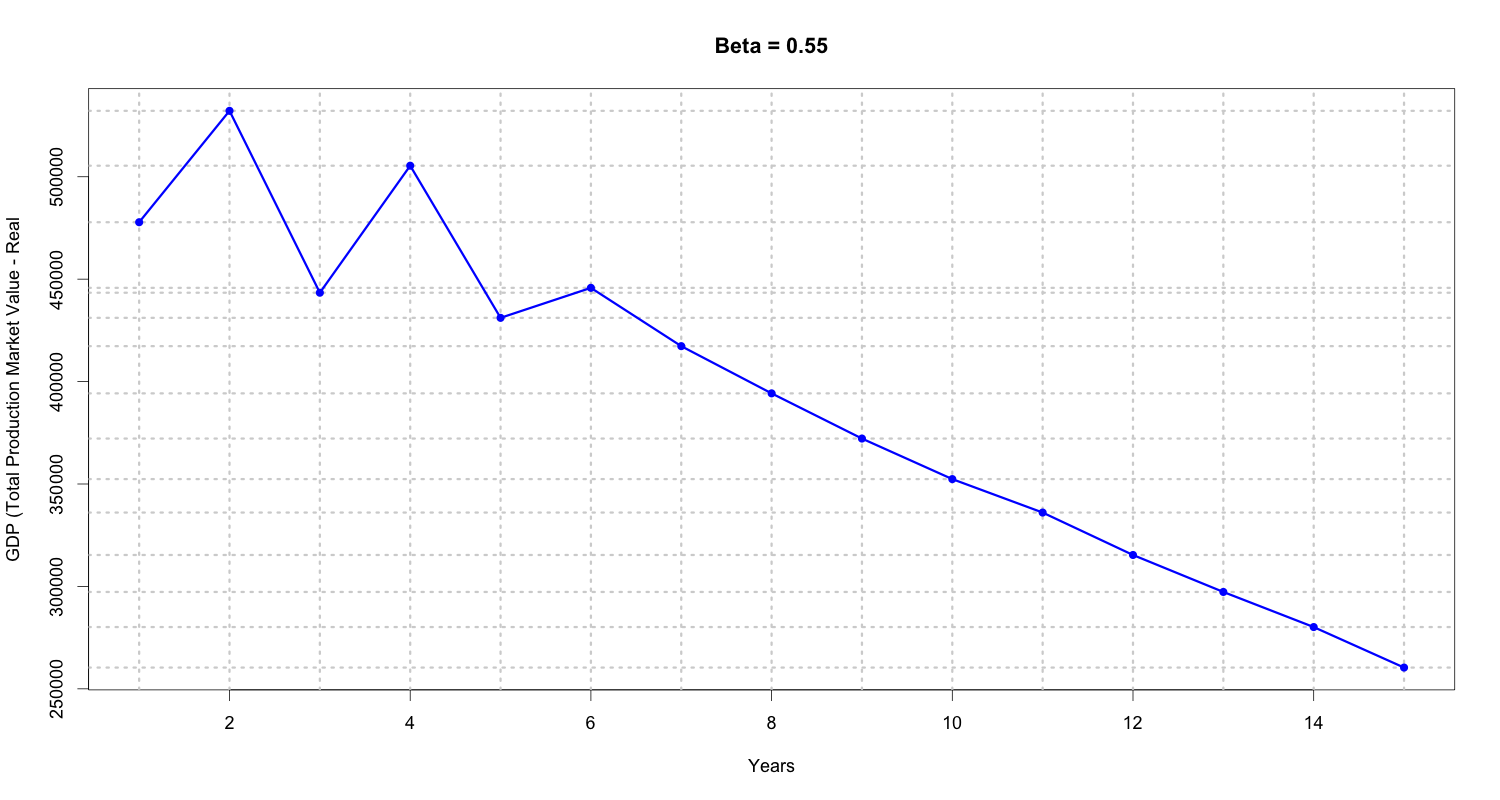 Beta = 0.55
GDP (Total Production Market Value - Real
500000
450000
400000
350000
300000
250000
2 4 6 8 10 12 14
Years